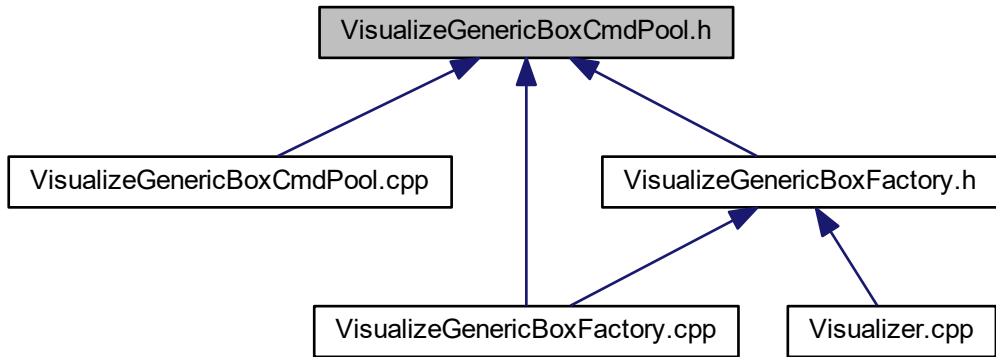 VisualizeGenericBoxCmdPool.h
VisualizeGenericBoxCmdPool.cpp
VisualizeGenericBoxFactory.h
VisualizeGenericBoxFactory.cpp
Visualizer.cpp